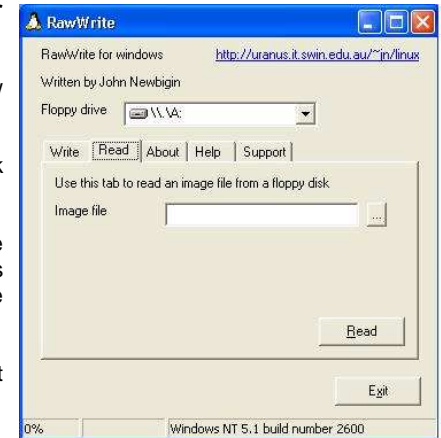 RawWrite
RawWrite for windows http://uranus.it.swin.edu.au/~jn/linux
Written by John Newbigin
Floppy drive \\.\A:
Write Read About Help Support
Use this tab to read an image file from a floppy disk
Image file ...
Read
Exit
0% Windows NT 5.1 build number 2600